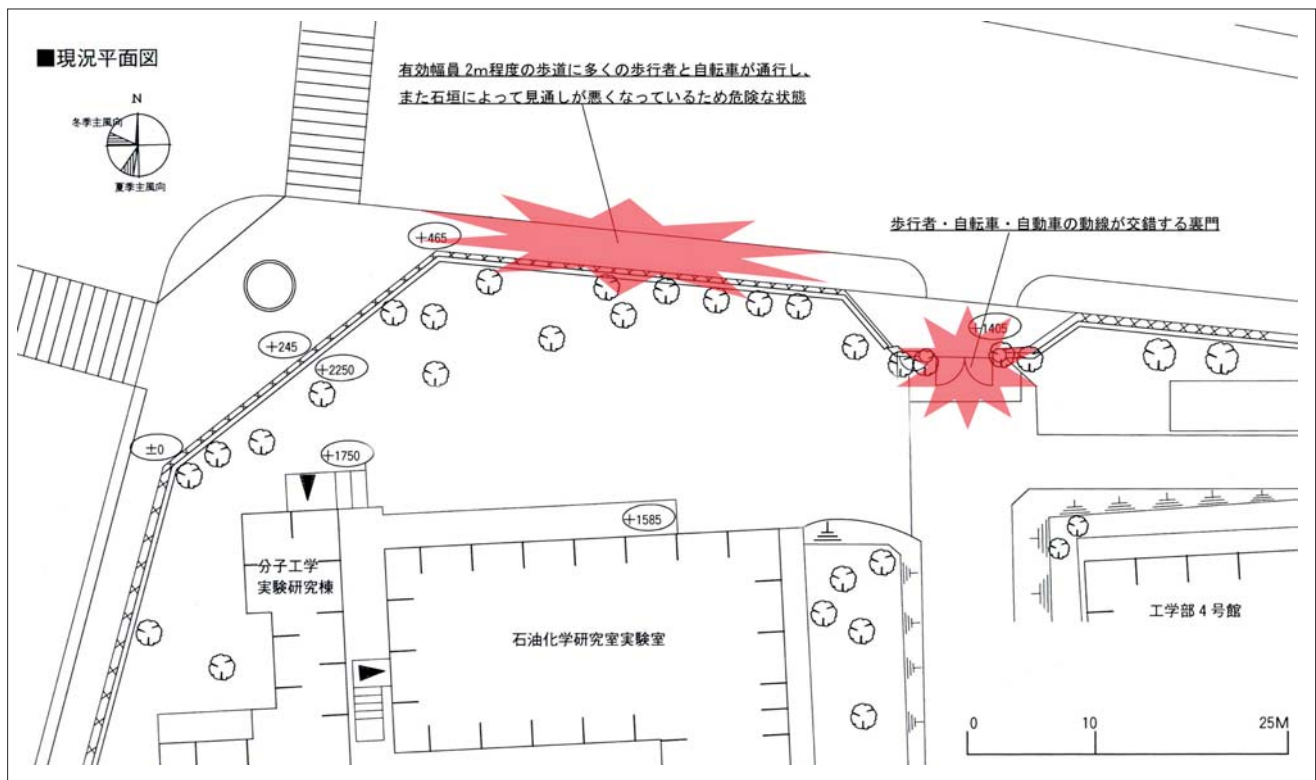 ■現況平面図
有効幅員2m程度の歩道に多くの歩行者と自転車が通行し、
また石垣によって見通しが悪くなっているため危険な状態
N
冬季主風向
夏季主風向
歩行者・自転車・自動車の動線が交錯する裏門
+465
+1405
+245
+2250
±0
+1750
+1585
分子工学
実験研究棟
石油化学研究室実験室
工学部4号館
0 10 25M